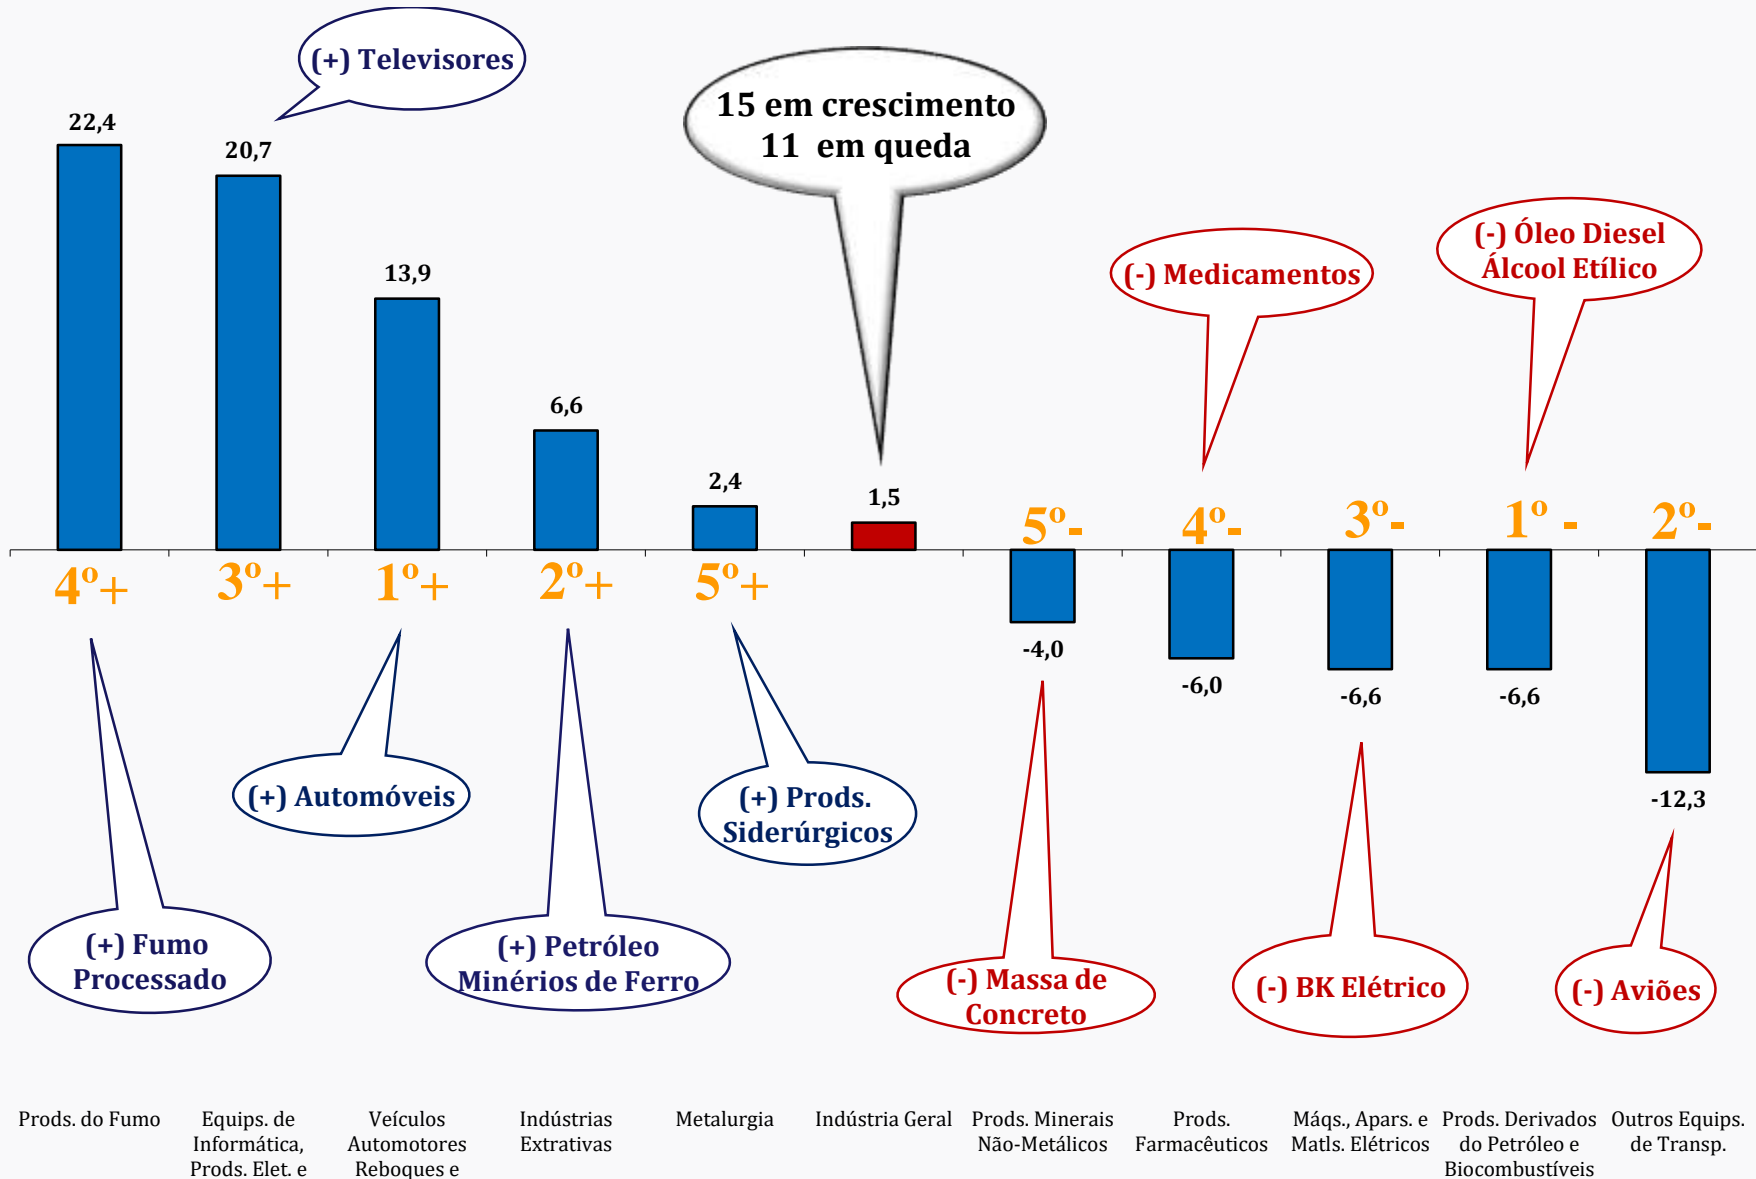 (+) Televisores
15 em crescimento
11 em queda
(-) Medicamentos
(-) Óleo Diesel
Álcool Etílico
22,4
20,7
13,9
6,6
2,4
1,5
5º-
4º-
3º-
1º -
2º-
4º+
3º+
1º+
2º+
5º+
-4,0
-6,0
-6,6
-6,6
-12,3
(+) Automóveis
(+) Prods.
Siderúrgicos
(+) Fumo
Processado
(+) Petróleo
Minérios de Ferro
(-) Massa de
Concreto
(-) BK Elétrico
(-) Aviões
Prods. do Fumo
Equips. de
Informática,
Prods. Elet. e
Veículos
Automotores
Reboques e
Indústrias
Extrativas
Metalurgia
Indústria Geral
Prods. Minerais
Não-Metálicos
Prods.
Farmacêuticos
Máqs., Apars. e
Matls. Elétricos
Prods. Derivados
do Petróleo e
Biocombustíveis
Outros Equips.
de Transp.